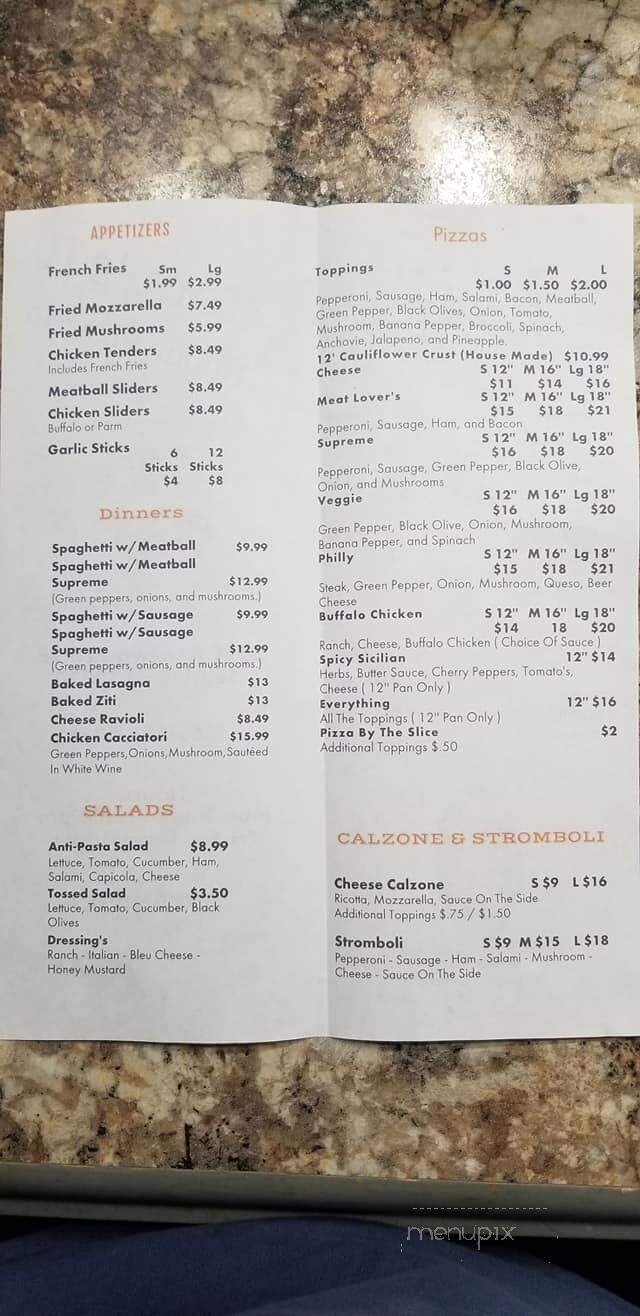 APPETIZERS
French Fries Sm Lg
$1.99 $2.99
Fried Mozzarella $7.49
Fried Mushrooms $5.99
Chicken Tenders $8.49
Includes French Fries
Meatball Sliders $8.49
Chicken Sliders $8.49
Buffalo or Parm
Garlic Sticks 6 12
Sticks Sticks
$4 $8
Dinners
Spaghetti w/Meatball $9.99
Spaghetti w/Meatball
Supreme $12.99
(Green peppers, onions, and mushrooms.)
Spaghetti w/Sausage $9.99
Spaghetti w/Sausage
Supreme $12.99
(Green peppers, onions, and mushrooms.)
Baked Lasagna $13
Baked Ziti $13
Cheese Ravioli $8.49
Chicken Cacciatori $15.99
Green Peppers,Onions,Mushroom,Sautéed
In White Wine
SALADS
Anti-Pasta Salad $8.99
Lettuce, Tomato, Cucumber, Ham,
Salami, Capicola, Cheese
Tossed Salad $3.50
Lettuce, Tomato, Cucumber, Black
Olives
Dressing's
Ranch - Italian - Bleu Cheese -
Honey Mustard
Pizzas
Toppings S M L
$1.00 $1.50 $2.00
Pepperoni, Sausage, Ham, Salami, Bacon, Meatball,
Green Pepper, Black Olives, Onion, Tomato,
Mushroom, Banana Pepper, Broccoli, Spinach,
Anchovie, Jalapeno, and Pineapple.
12' Cauliflower Crust (House Made) $10.99
Cheese S 12" M 16" Lg 18"
$11 $14 $16
Meat Lover's S 12" M 16" Lg 18"
$15 $18 $21
Pepperoni, Sausage, Ham, and Bacon
Supreme S 12" M 16" Lg 18"
$16 $18 $20
Pepperoni, Sausage, Green Pepper, Black Olive,
Onion, and Mushrooms
Veggie S 12" M 16" Lg 18"
$16 $18 $20
Green Pepper, Black Olive, Onion, Mushroom,
Banana Pepper, and Spinach
Philly S 12" M 16" Lg 18"
$15 $18 $21
Steak, Green Pepper, Onion, Mushroom, Queso, Beer
Cheese
Buffalo Chicken S 12" M 16" Lg 18"
$14 18 $20
Ranch, Cheese, Buffalo Chicken ( Choice Of Sauce )
Spicy Sicilian 12" $14
Herbs, Butter Sauce, Cherry Peppers, Tomato's,
Cheese ( 12" Pan Only )
Everything 12" $16
All The Toppings ( 12" Pan Only )
Pizza By The Slice $2
Additional Toppings $.50
CALZONE & STROMBOLI
Cheese Calzone S $9 L $16
Ricotta, Mozzarella, Sauce On The Side
Additional Toppings $.75 / $1.50
Stromboli S $9 M $15 L $18
Pepperoni - Sausage - Ham - Salami - Mushroom -
Cheese - Sauce On The Side
menupix